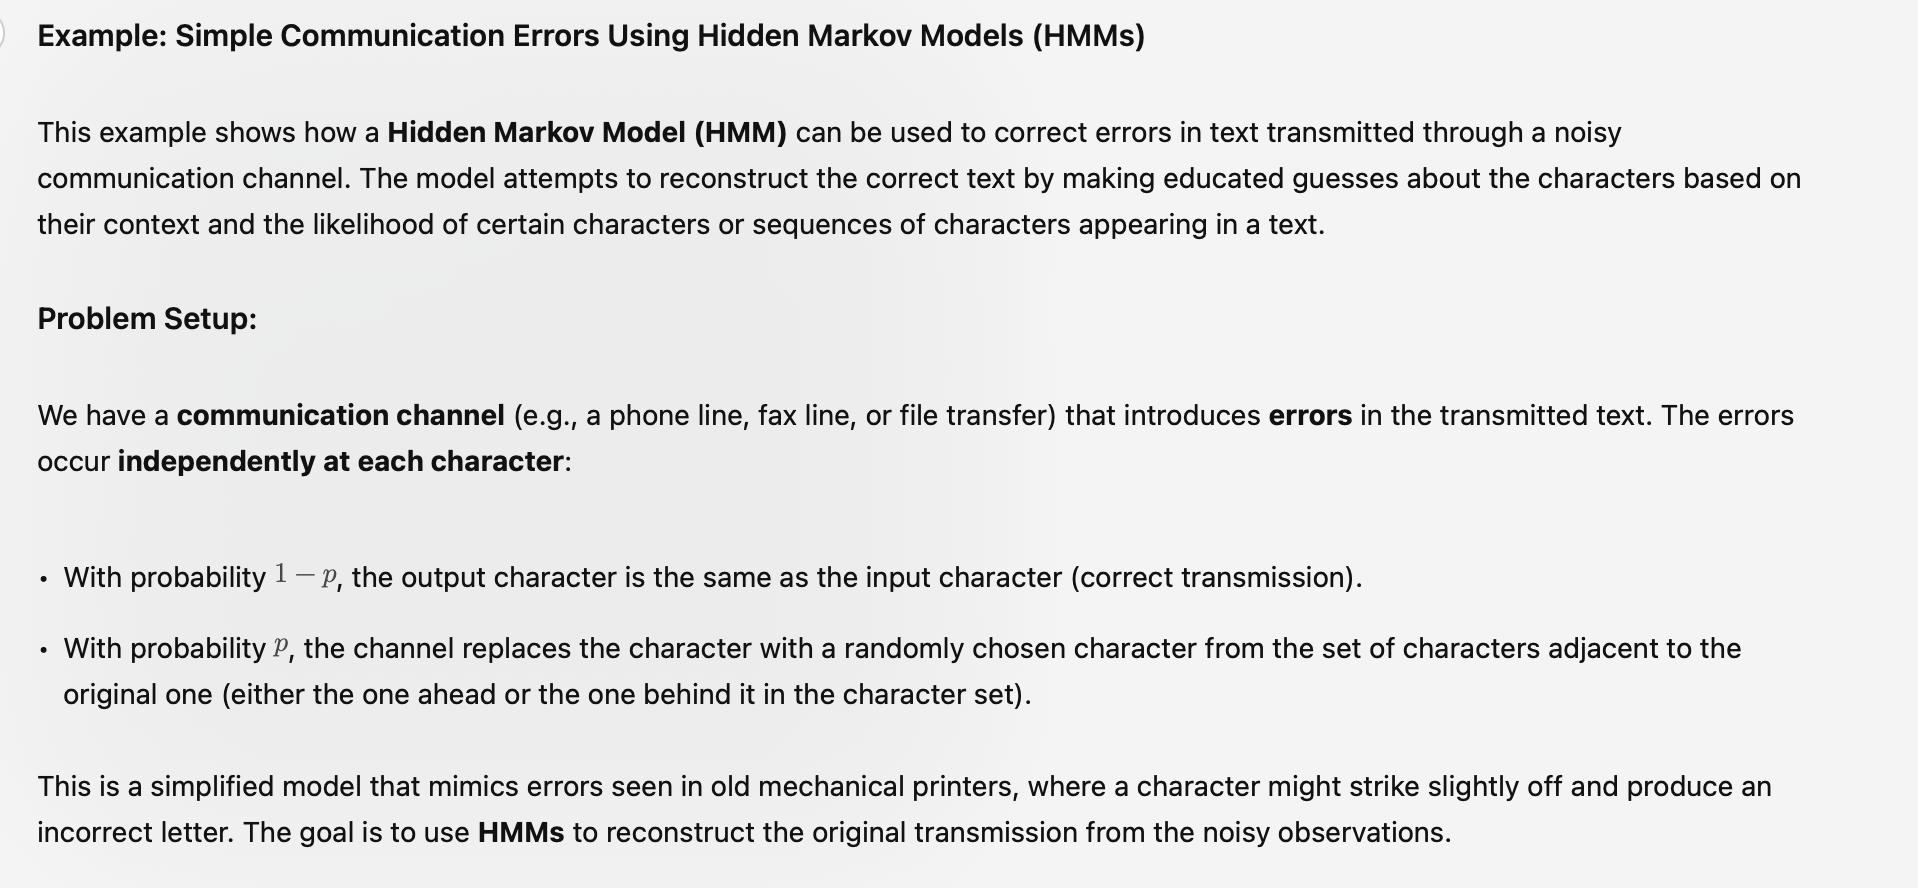 Example: Simple Communication Errors Using Hidden Markov Models (HMMs)
This example shows how a Hidden Markov Model (HMM) can be used to correct errors in text transmitted through a noisy
communication channel. The model attempts to reconstruct the correct text by making educated guesses about the characters based on
their context and the likelihood of certain characters or sequences of characters appearing in a text.
Problem Setup:
We have a communication channel (e.g., a phone line, fax line, or file transfer) that introduces errors in the transmitted text. The errors
occur independently at each character:
• With probability 1 − p, the output character is the same as the input character (correct transmission).
• With probability p, the channel replaces the character with a randomly chosen character from the set of characters adjacent to the
original one (either the one ahead or the one behind it in the character set).
This is a simplified model that mimics errors seen in old mechanical printers, where a character might strike slightly off and produce an
incorrect letter. The goal is to use HMMs to reconstruct the original transmission from the noisy observations.